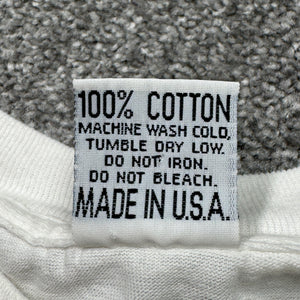 100% COTTON
MACHINE WASH COLD,
TUMBLE DRY LOW.
DO NOT IRON.
DO NOT BLEACH.
MADE IN U.S.A.